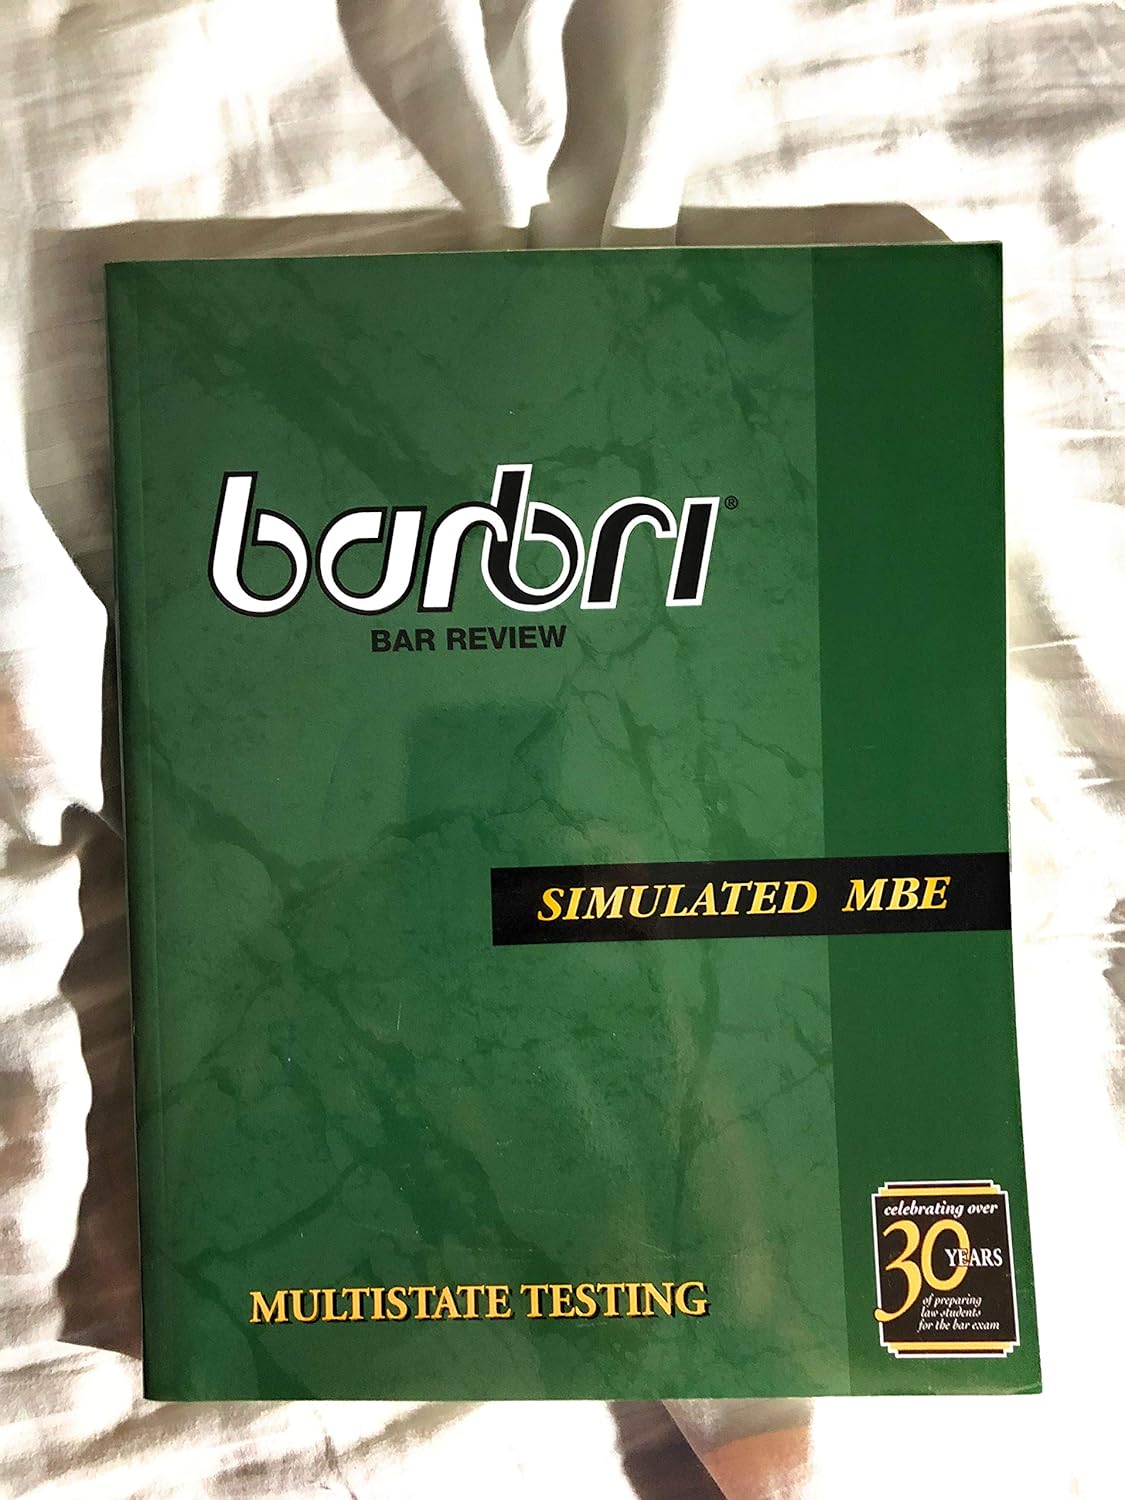 barbri®
BAR REVIEW
SIMULATED MBE
celebrating over
30 YEARS
of preparing
law students
for the bar exam
MULTISTATE TESTING